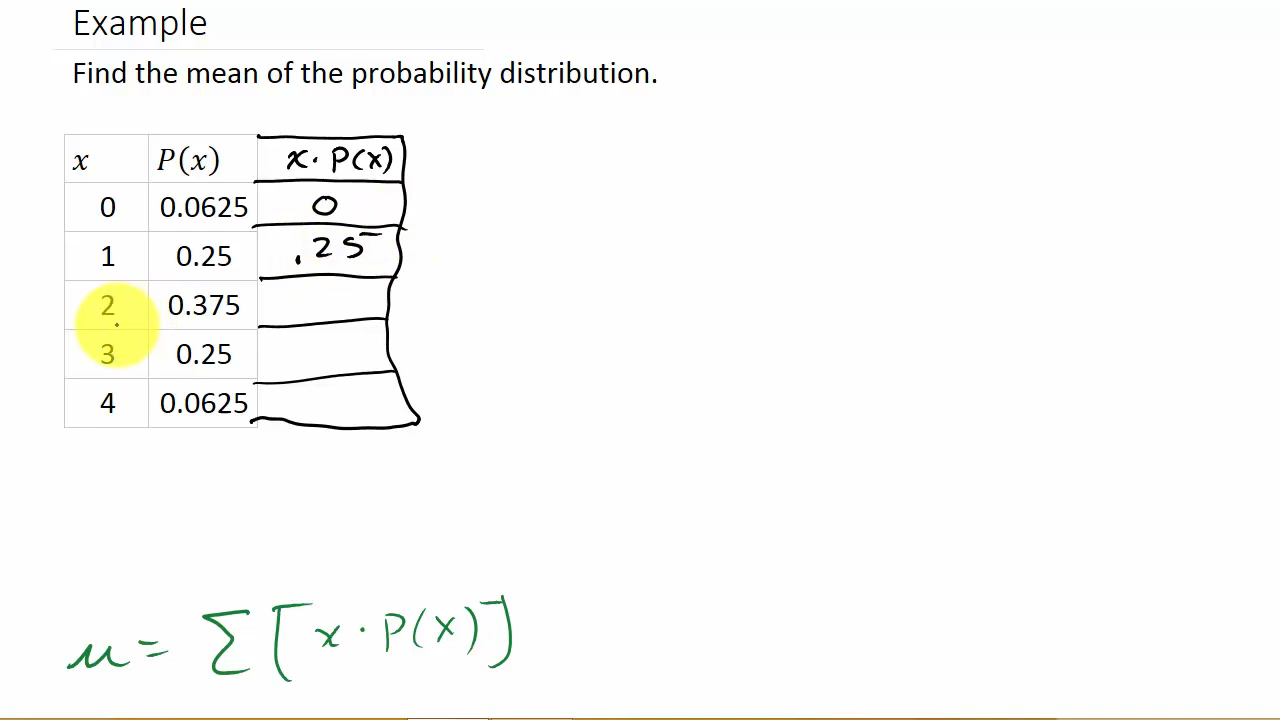 Example
Find the mean of the probability distribution.
x P(x) x · P(x)
0 0.0625 0
1 0.25 .25
2 0.375
3 0.25
4 0.0625
μ = Σ [x · P(x)]